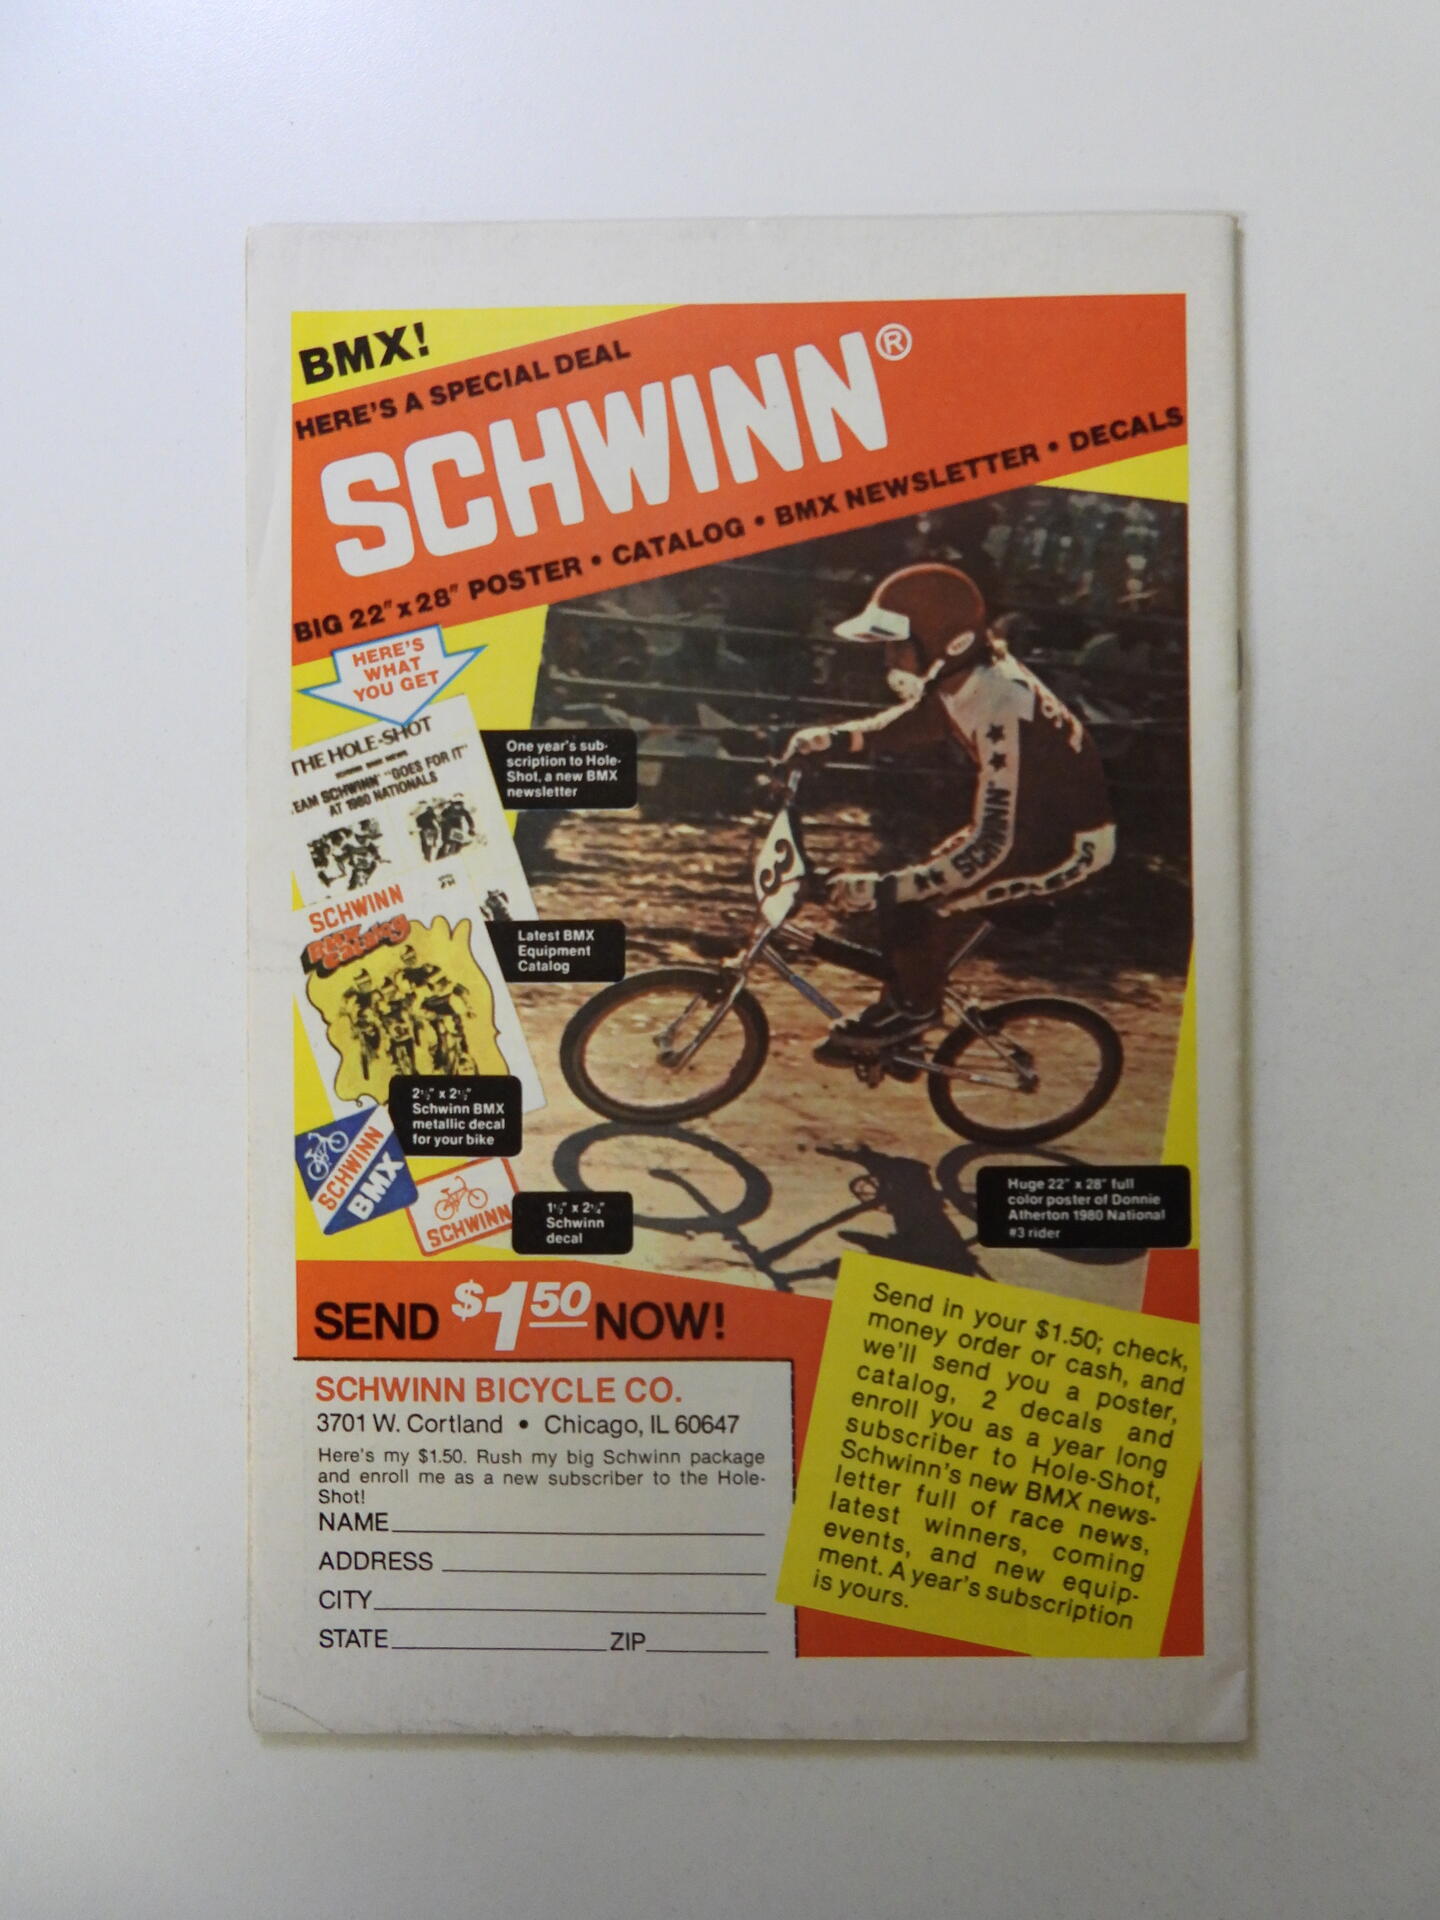 BMX!
HERE'S A SPECIAL DEAL
SCHWINN®
BIG 22" x 28" POSTER • CATALOG • BMX NEWSLETTER • DECALS
HERE'S
WHAT
YOU GET
THE HOLE-SHOT
TEAM SCHWINN "GOES FOR IT"
AT 1980 NATIONALS
One year's sub-
scription to Hole-
Shot, a new BMX
newsletter
SCHWINN
BMX
Catalog
Latest BMX
Equipment
Catalog
2½" x 2½"
Schwinn BMX
metallic decal
for your bike
SCHWINN
BMX
SCHWINN
1½" x 2¼"
Schwinn
decal
3
BELL
SCHWINN
Huge 22" x 28" full
color poster of Donnie
Atherton 1980 National
#3 rider
SEND $1.50 NOW!
SCHWINN BICYCLE CO.
3701 W. Cortland • Chicago, IL 60647
Here's my $1.50. Rush my big Schwinn package
and enroll me as a new subscriber to the Hole-
Shot!
NAME
ADDRESS
CITY
STATE ZIP
Send in your $1.50; check,
money order or cash, and
we'll send you a poster,
catalog, 2 decals and
enroll you as a year long
subscriber to Hole-Shot,
Schwinn's new BMX news-
letter full of race news,
latest winners, coming
events, and new equip-
ment. A year's subscription
is yours.